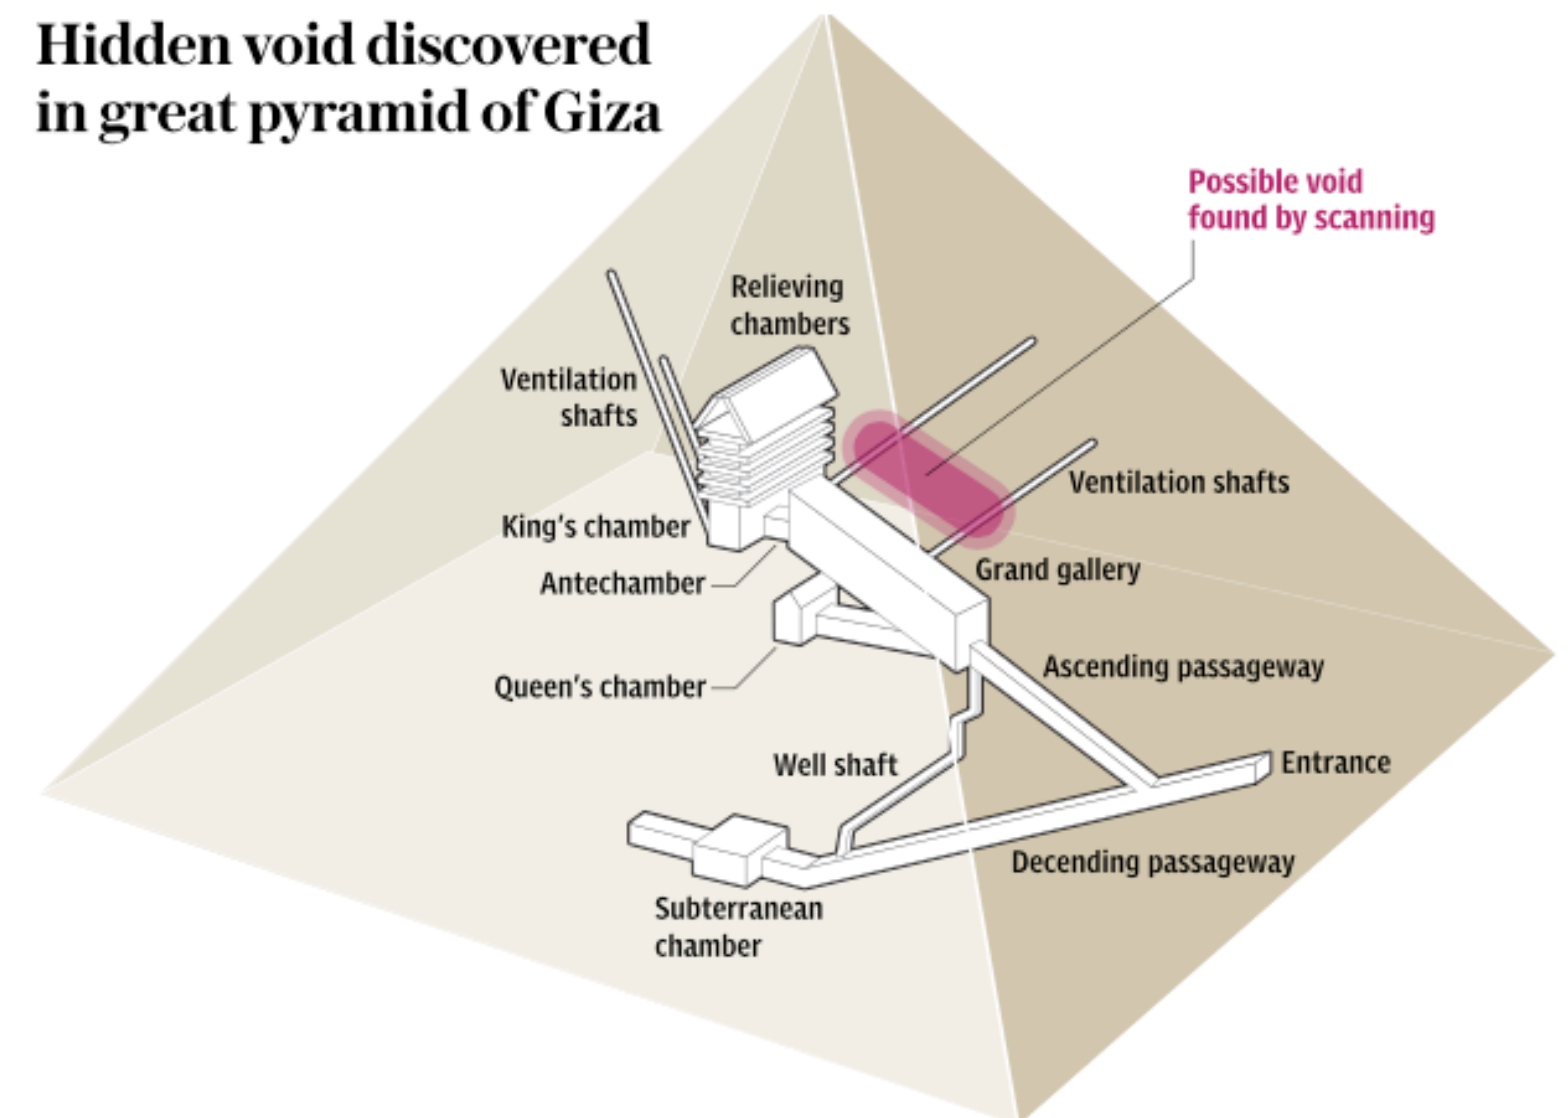 Hidden void discovered
in great pyramid of Giza
Possible void
found by scanning
Relieving
chambers
Ventilation
shafts
Ventilation shafts
King's chamber
Grand gallery
Antechamber
Ascending passageway
Queen's chamber
Well shaft
Entrance
Decending passageway
Subterranean
chamber